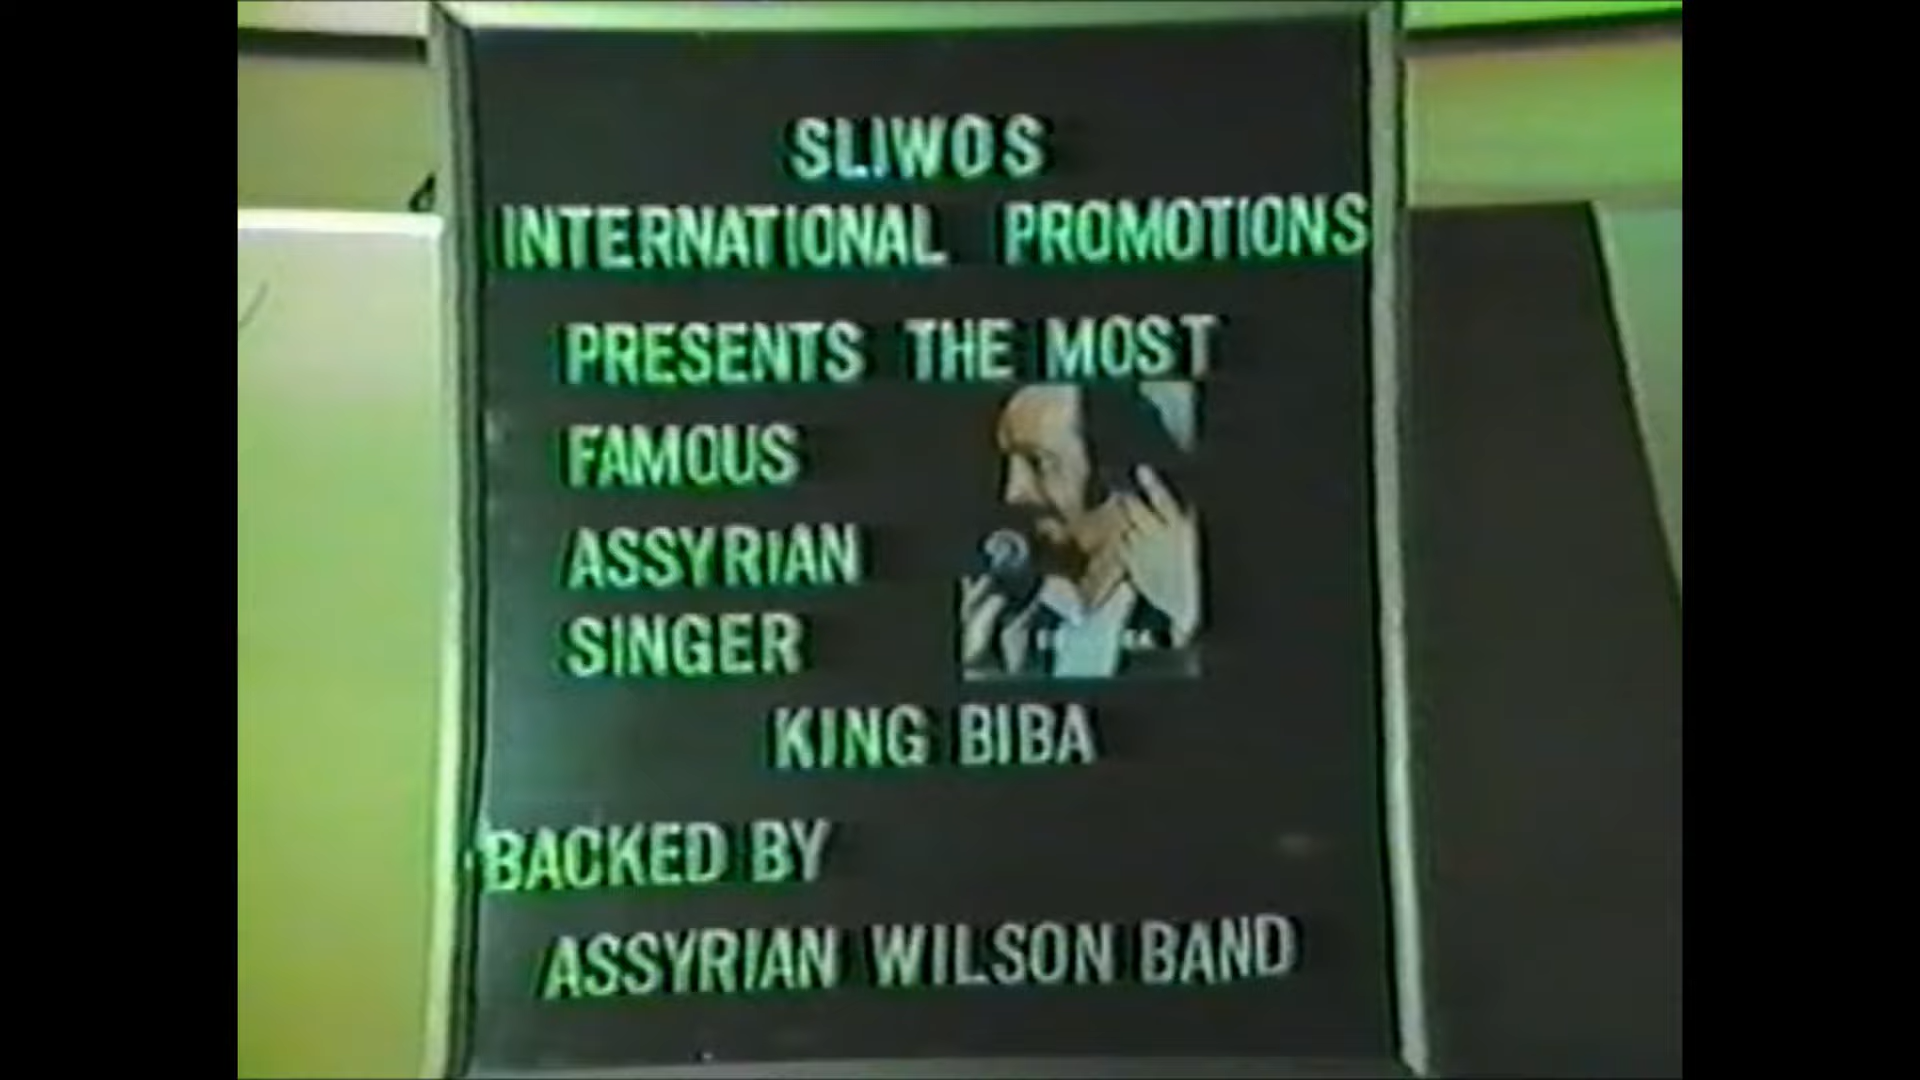 SLIWOS
INTERNATIONAL PROMOTIONS
PRESENTS THE MOST
FAMOUS
ASSYRIAN
SINGER
KING BIBA
BACKED BY
ASSYRIAN WILSON BAND